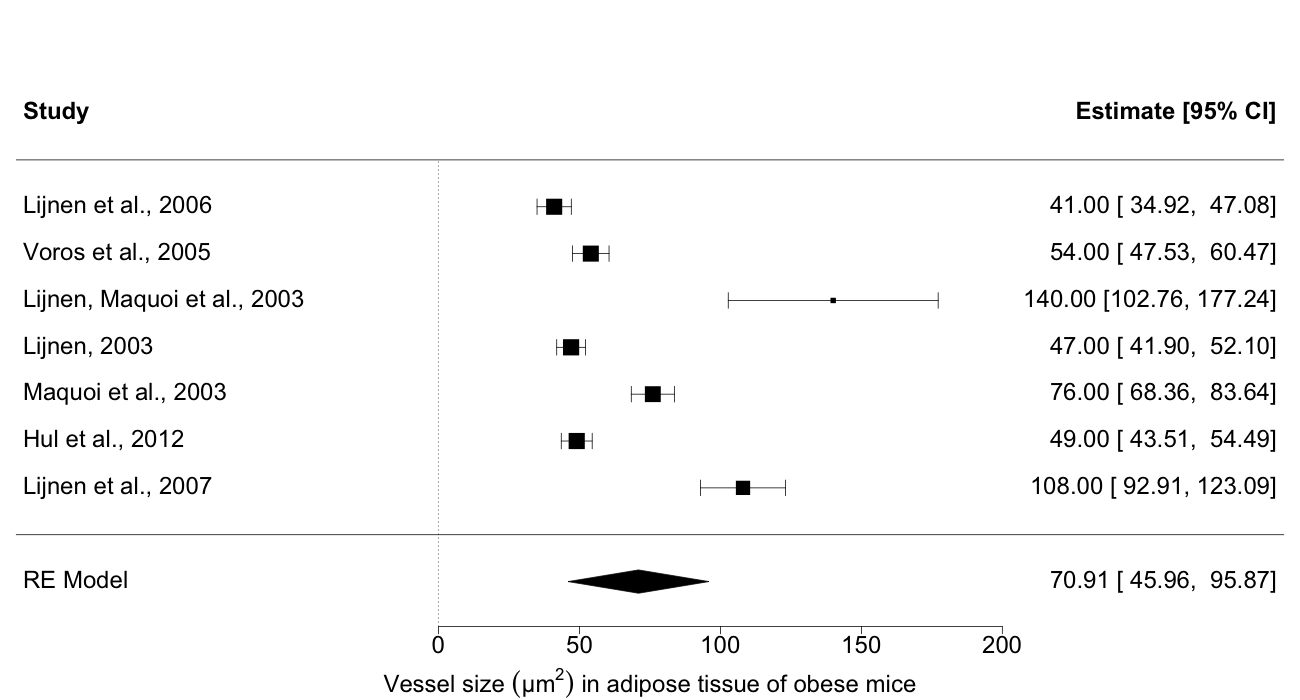 Study Estimate [95% CI]
Lijnen et al., 2006 41.00 [ 34.92, 47.08]
Voros et al., 2005 54.00 [ 47.53, 60.47]
Lijnen, Maquoi et al., 2003 140.00 [102.76, 177.24]
Lijnen, 2003 47.00 [ 41.90, 52.10]
Maquoi et al., 2003 76.00 [ 68.36, 83.64]
Hul et al., 2012 49.00 [ 43.51, 54.49]
Lijnen et al., 2007 108.00 [ 92.91, 123.09]
RE Model 70.91 [ 45.96, 95.87]
0 50 100 150 200
Vessel size (µm²) in adipose tissue of obese mice